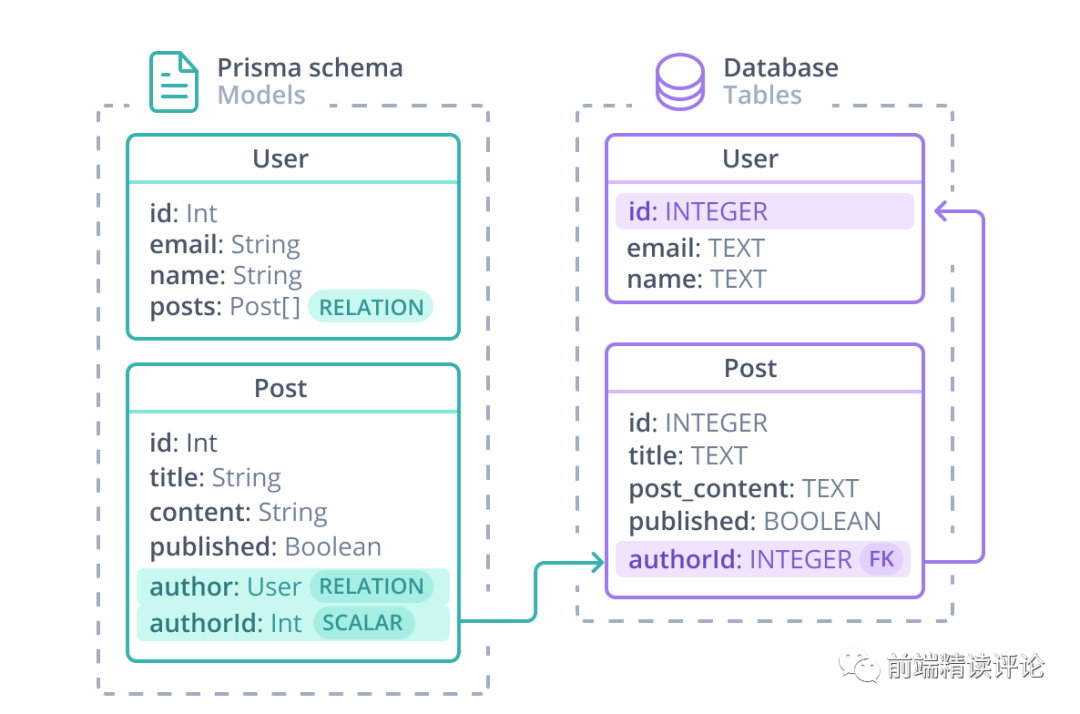 Prisma schema
Models
User
id: Int
email: String
name: String
posts: Post[] RELATION
Post
id: Int
title: String
content: String
published: Boolean
author: User RELATION
authorId: Int SCALAR
Database
Tables
User
id: INTEGER
email: TEXT
name: TEXT
Post
id: INTEGER
title: TEXT
post_content: TEXT
published: BOOLEAN
authorId: INTEGER FK
前端精读评论